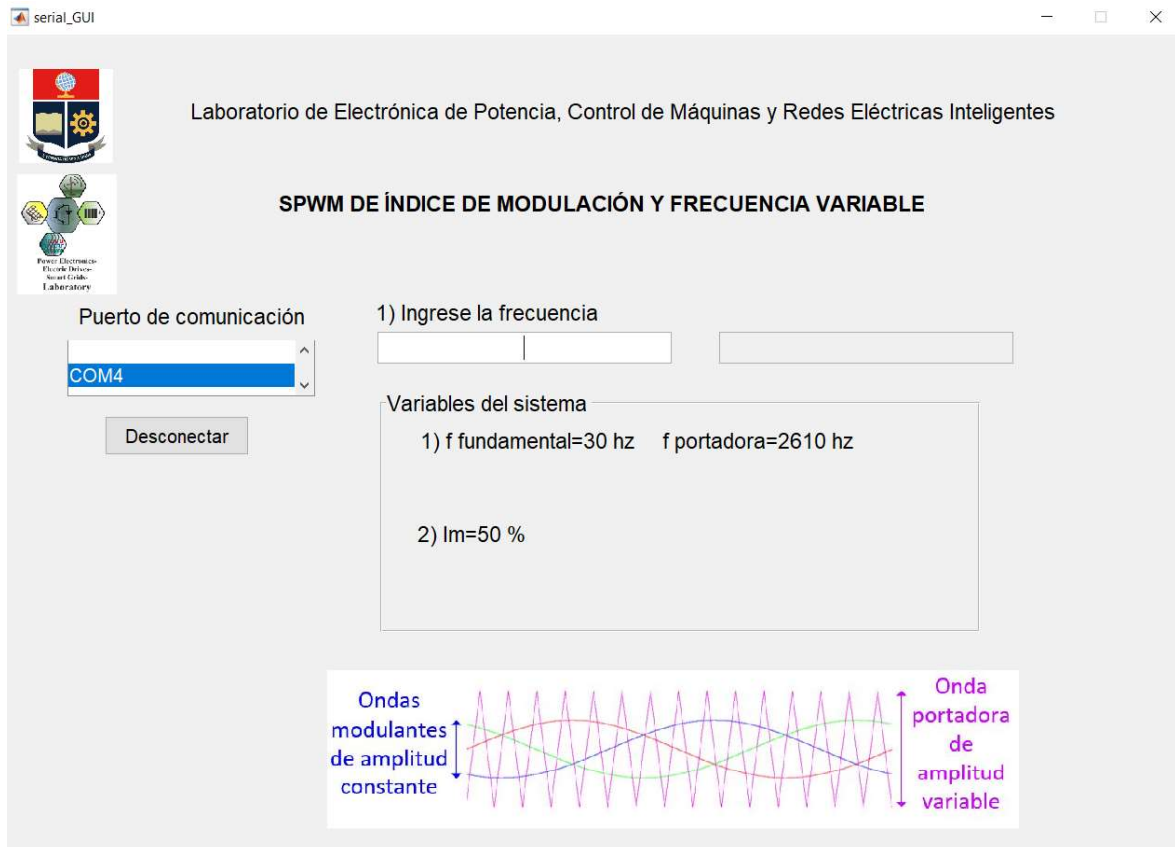 serial_GUI
Laboratorio de Electrónica de Potencia, Control de Máquinas y Redes Eléctricas Inteligentes
SPWM DE ÍNDICE DE MODULACIÓN Y FRECUENCIA VARIABLE
Power Electronics-
Electric Drives-
Smart Grids-
Laboratory
Puerto de comunicación
COM4
Desconectar
1) Ingrese la frecuencia
Variables del sistema
1) f fundamental=30 hz f portadora=2610 hz
2) Im=50 %
Ondas
modulantes
de amplitud
constante
Onda
portadora
de
amplitud
variable